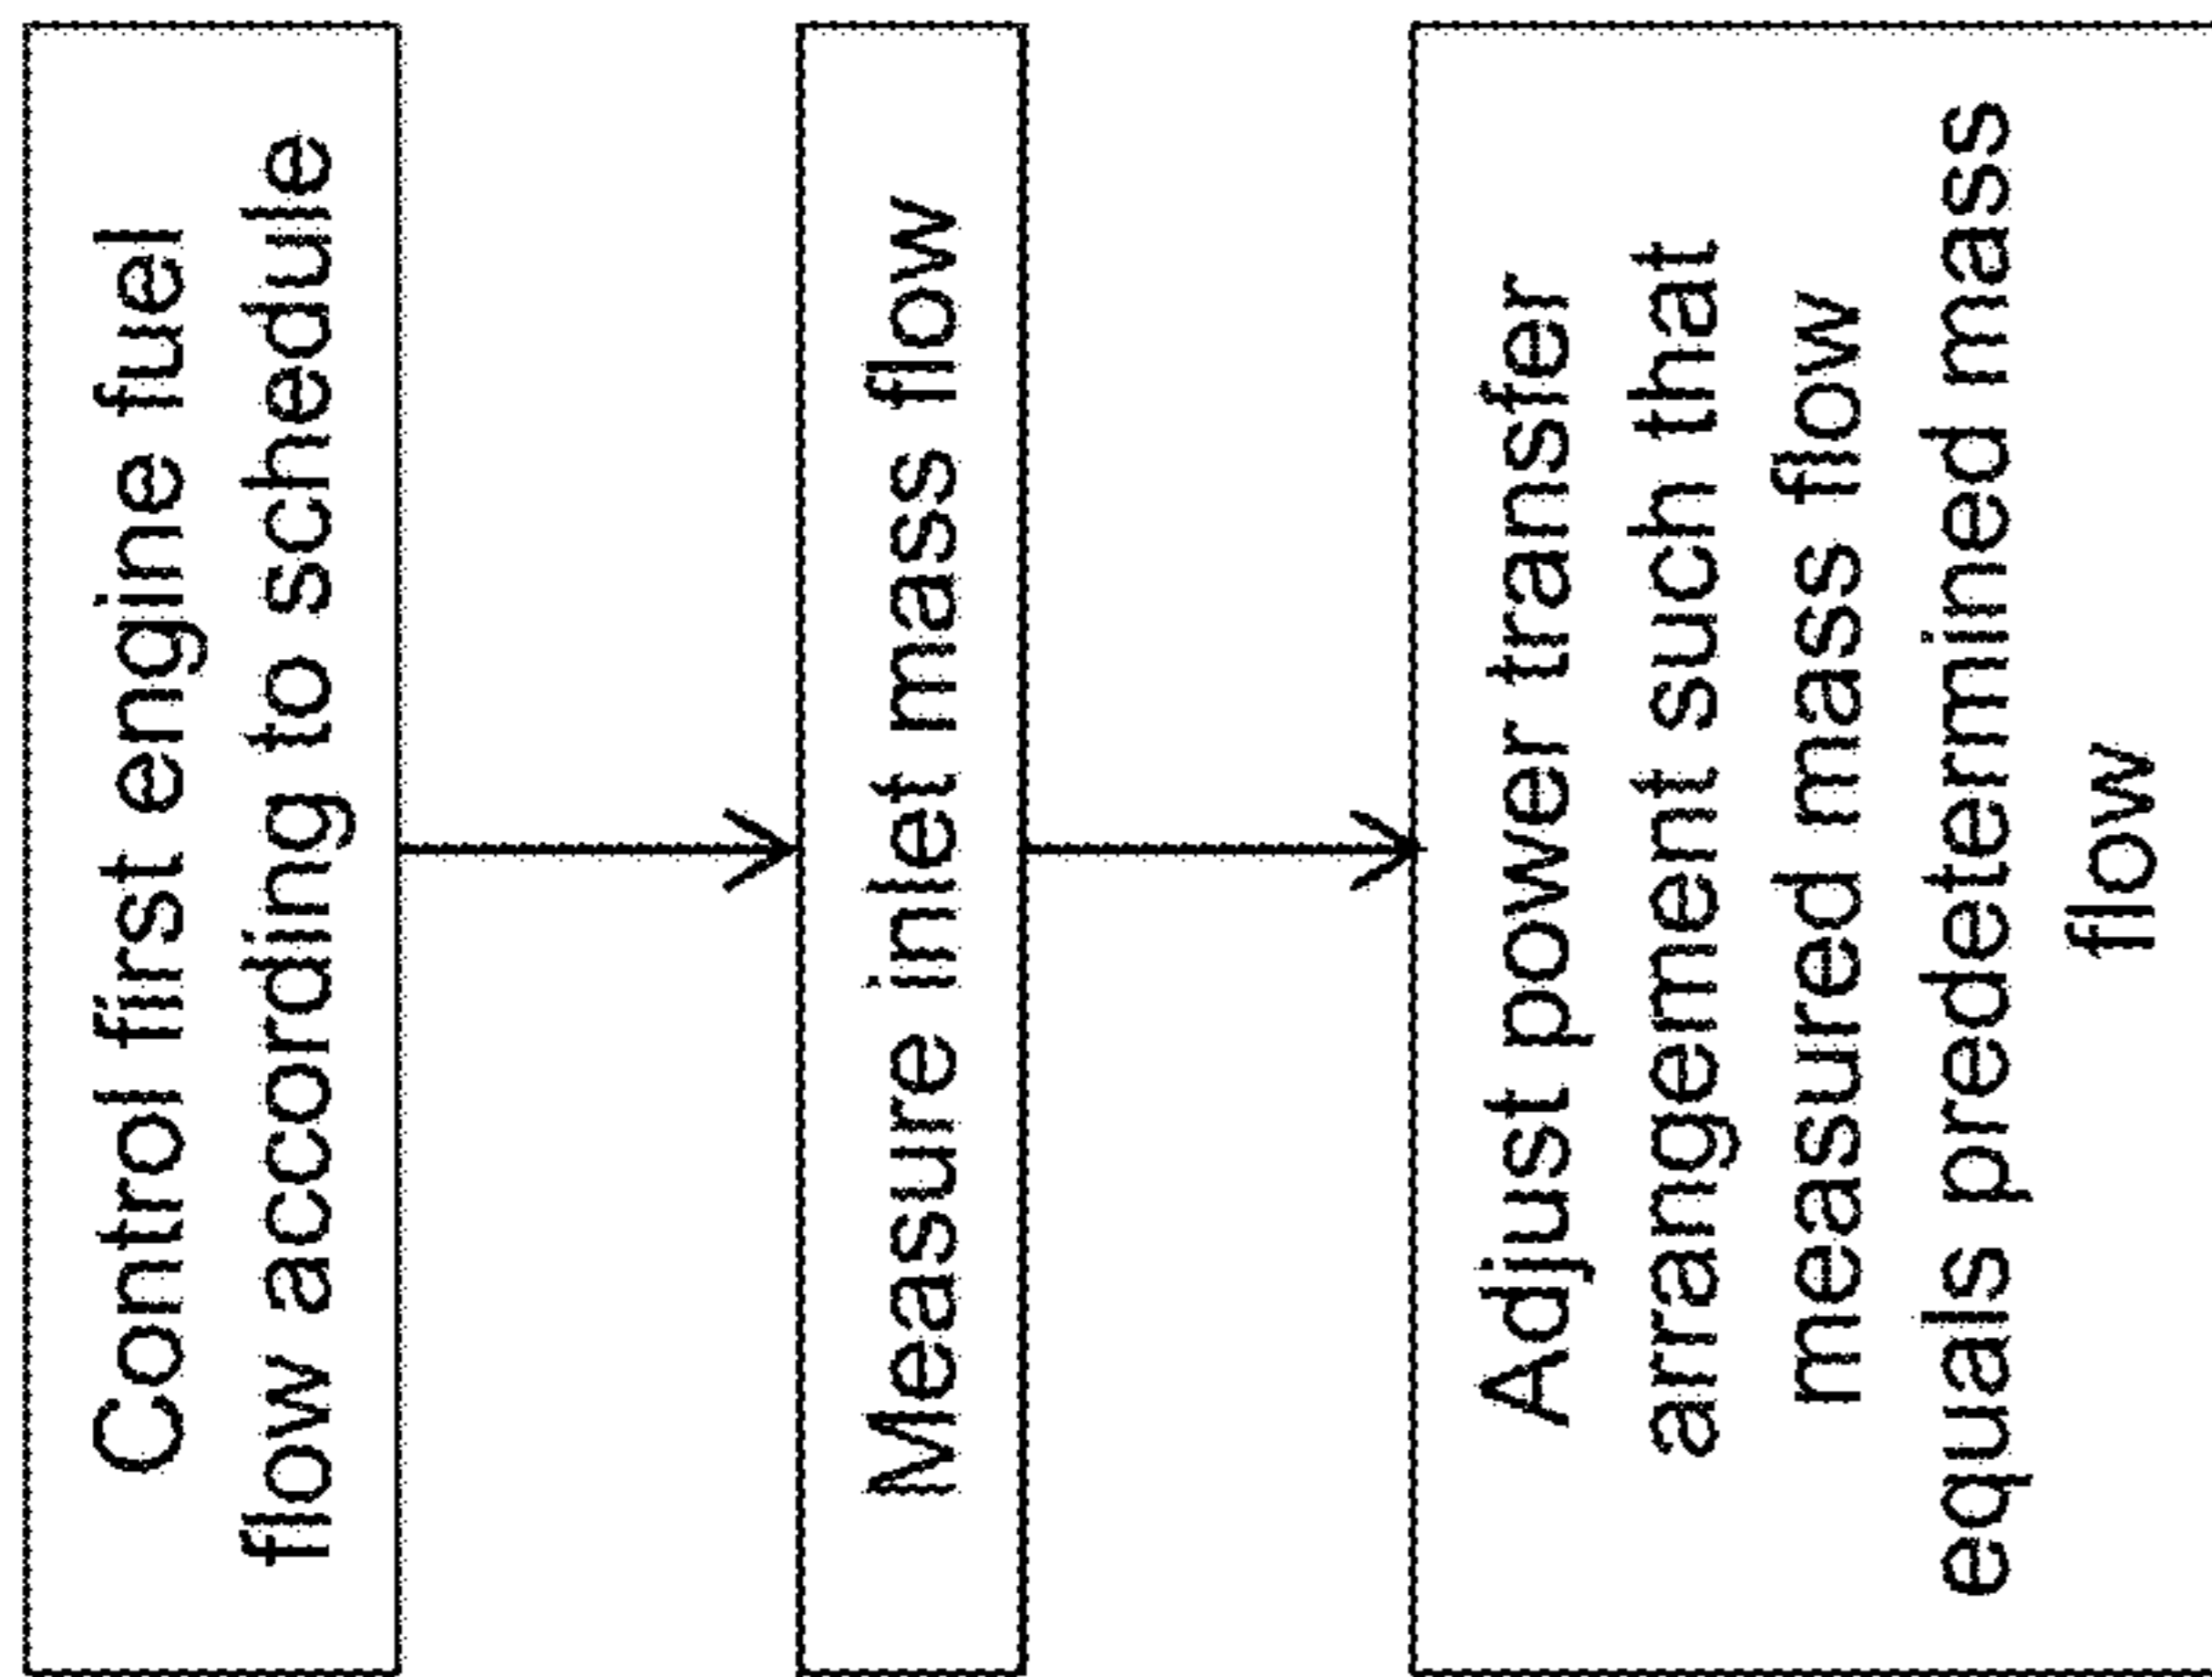 Control first engine fuel
flow according to schedule
Measure inlet mass flow
Adjust power transfer
arrangement such that
measured mass flow
equals predetermined mass
flow